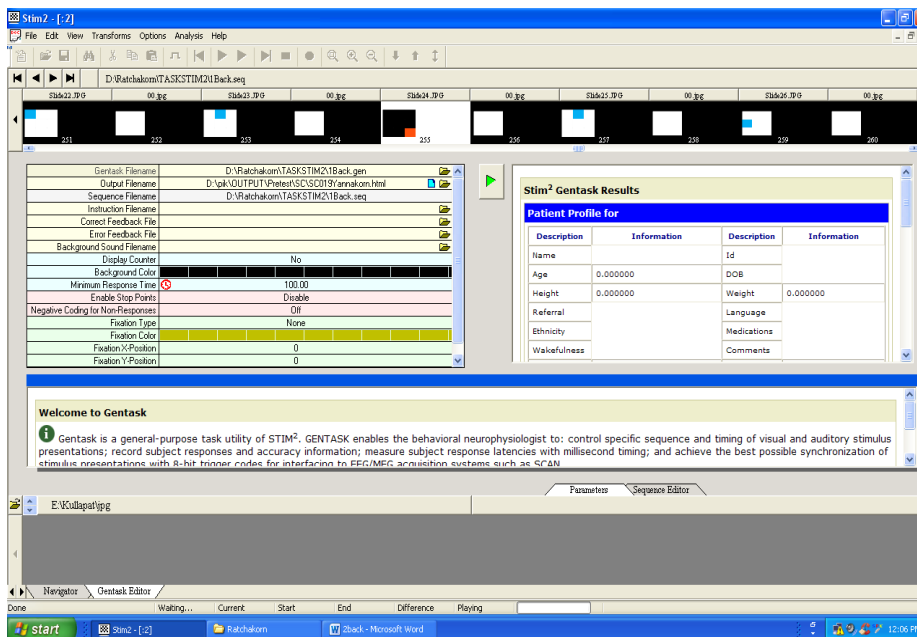 Stim2 - [:2]
File Edit View Transforms Options Analysis Help
D:\Ratchakorn\TASKSTIM2\1Back.seq
Slide22.JPG 00.jpg Slide23.JPG 00.jpg Slide24.JPG 00.jpg Slide25.JPG 00.jpg Slide26.JPG 00.jpg
251 252 253 254 255 256 257 258 259 260
Gentask Filename D:\Ratchakorn\TASKSTIM2\1Back.gen
Output Filename D:\pik\OUTPUT\Pretest\SC\SC019Yannakorn.html
Sequence Filename D:\Ratchakorn\TASKSTIM2\1Back.seq
Instruction Filename
Correct Feedback File
Error Feedback File
Background Sound Filename
Display Counter No
Background Color
Minimum Response Time 100.00
Enable Stop Points Disable
Negative Coding for Non-Responses Off
Fixation Type None
Fixation Color
Fixation X-Position 0
Fixation Y-Position 0
Stim² Gentask Results
Patient Profile for
Description Information Description Information
Name Id
Age 0.000000 DOB
Height 0.000000 Weight 0.000000
Referral Language
Ethnicity Medications
Wakefulness Comments
Welcome to Gentask
Gentask is a general-purpose task utility of STIM². GENTASK enables the behavioral neurophysiologist to: control specific sequence and timing of visual and auditory stimulus
presentations; record subject responses and accuracy information; measure subject response latencies with millisecond timing; and achieve the best possible synchronization of
stimulus presentations with 8-bit trigger codes for interfacing to EEG/MEG acquisition systems such as SCAN.
Parameters Sequence Editor
E:\Kullapat\jpg
Navigator Gentask Editor
Done Waiting... Current Start End Difference Playing
start Stim2 - [:2] Ratchakorn 2back - Microsoft Word 12:06 PM